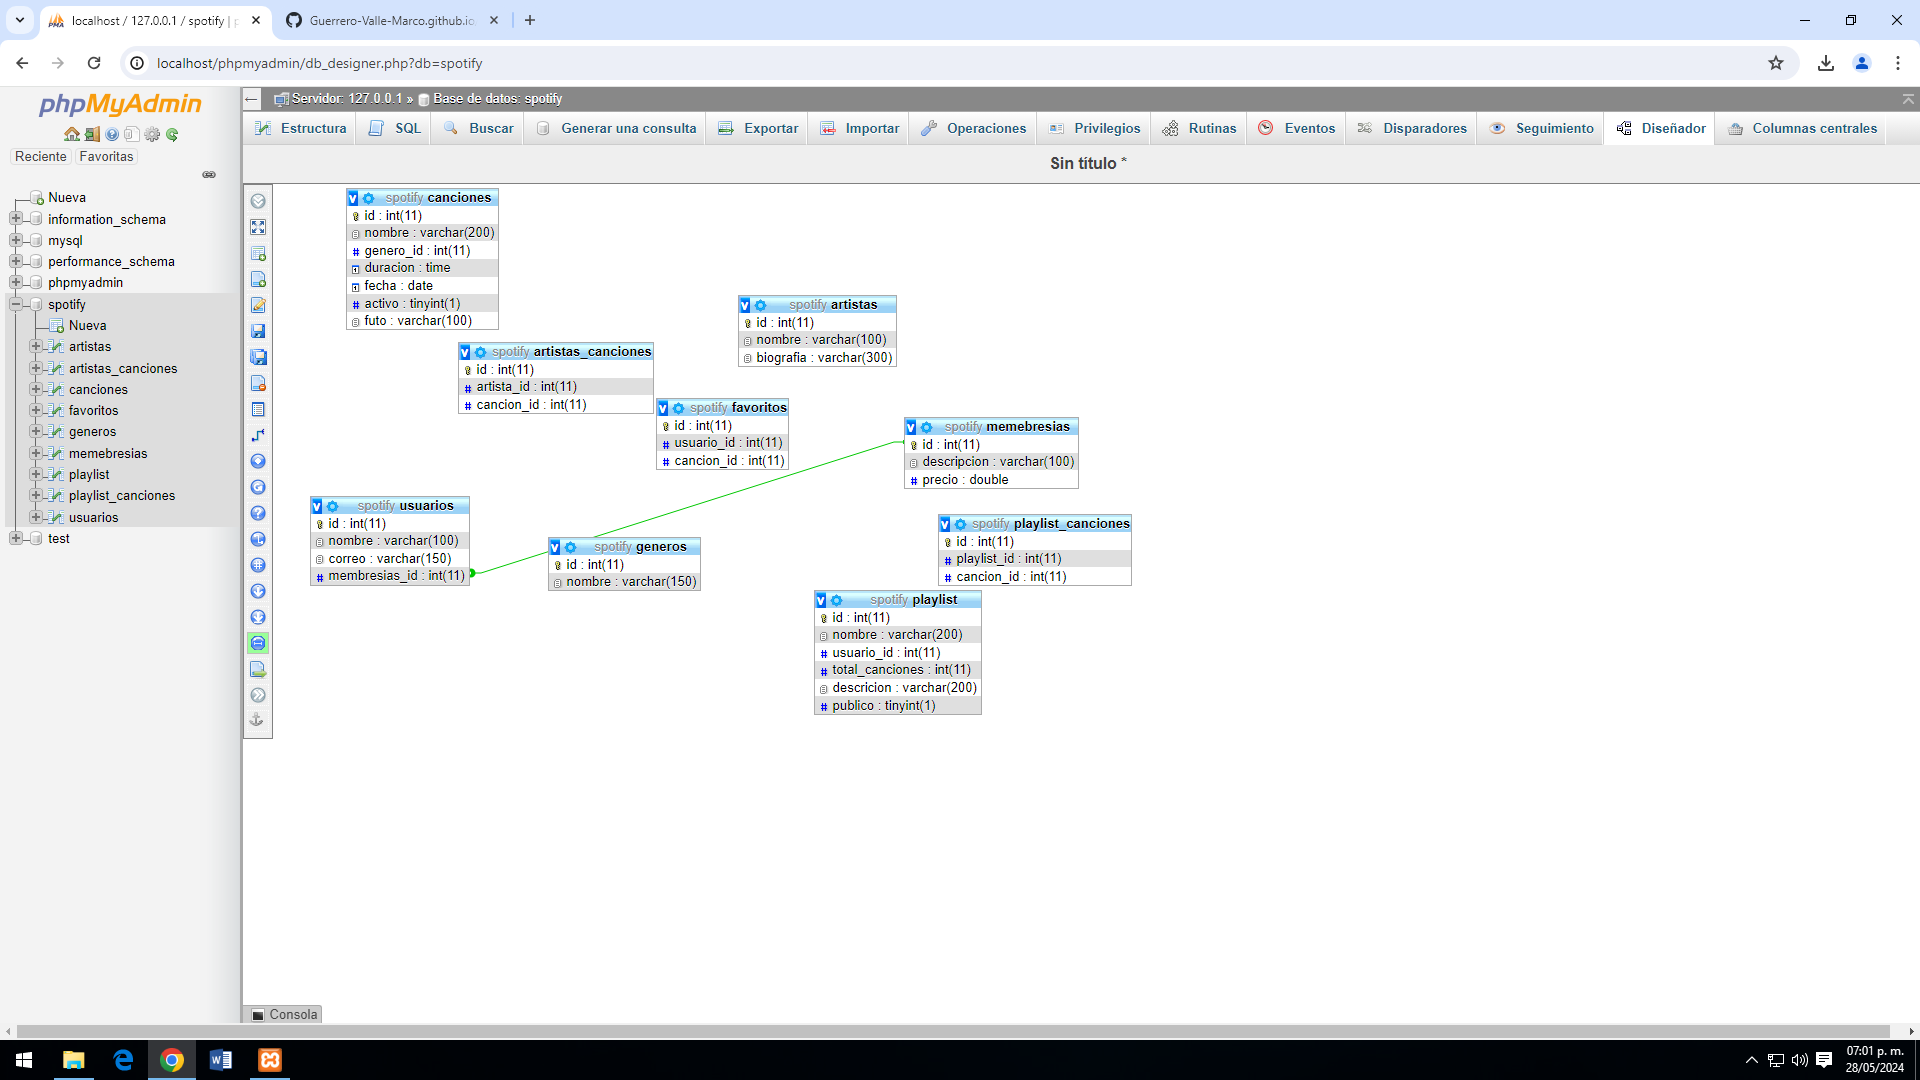 localhost / 127.0.0.1 / spotify | p
Guerrero-Valle-Marco.github.io
localhost/phpmyadmin/db_designer.php?db=spotify
phpMyAdmin
Reciente
Favoritas
Nueva
information_schema
mysql
performance_schema
phpmyadmin
spotify
Nueva
artistas
artistas_canciones
canciones
favoritos
generos
memebresias
playlist
playlist_canciones
usuarios
test
Servidor: 127.0.0.1 » Base de datos: spotify
Estructura
SQL
Buscar
Generar una consulta
Exportar
Importar
Operaciones
Privilegios
Rutinas
Eventos
Disparadores
Seguimiento
Diseñador
Columnas centrales
Sin título *
spotify canciones
id : int(11)
nombre : varchar(200)
genero_id : int(11)
duracion : time
fecha : date
activo : tinyint(1)
futo : varchar(100)
spotify artistas
id : int(11)
nombre : varchar(100)
biografia : varchar(300)
spotify artistas_canciones
id : int(11)
artista_id : int(11)
cancion_id : int(11)
spotify favoritos
id : int(11)
usuario_id : int(11)
cancion_id : int(11)
spotify memebresias
id : int(11)
descripcion : varchar(100)
precio : double
spotify usuarios
id : int(11)
nombre : varchar(100)
correo : varchar(150)
membresias_id : int(11)
spotify generos
id : int(11)
nombre : varchar(150)
spotify playlist_canciones
id : int(11)
playlist_id : int(11)
cancion_id : int(11)
spotify playlist
id : int(11)
nombre : varchar(200)
usuario_id : int(11)
total_canciones : int(11)
descricion : varchar(200)
publico : tinyint(1)
Consola
07:01 p. m.
28/05/2024